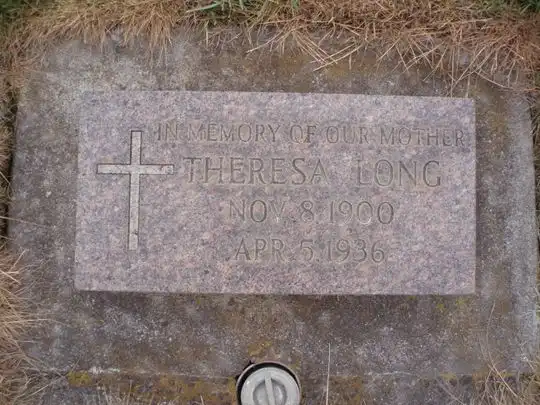 IN MEMORY OF OUR MOTHER
THERESA LONG
NOV. 8, 1900
APR. 5, 1936